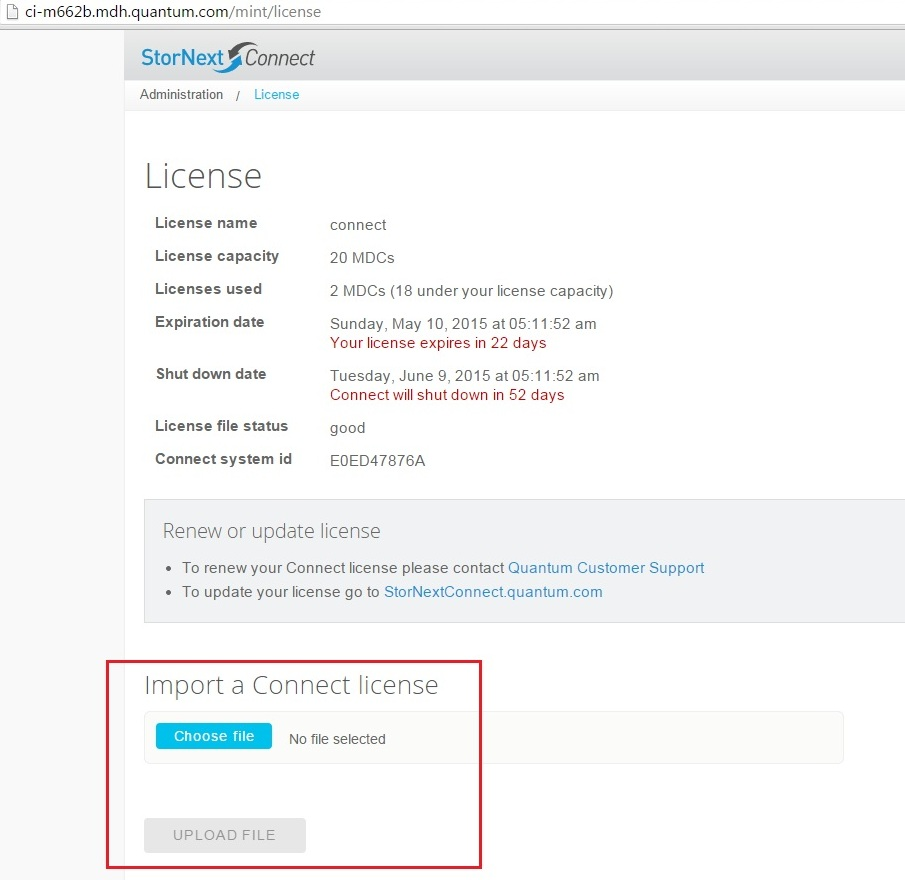 ci-m662b.mdh.quantum.com/mint/license
StorNext Connect
Administration / License
License
License name connect
License capacity 20 MDCs
Licenses used 2 MDCs (18 under your license capacity)
Expiration date Sunday, May 10, 2015 at 05:11:52 am
Your license expires in 22 days
Shut down date Tuesday, June 9, 2015 at 05:11:52 am
Connect will shut down in 52 days
License file status good
Connect system id E0ED47876A
Renew or update license
• To renew your Connect license please contact Quantum Customer Support
• To update your license go to StorNextConnect.quantum.com
Import a Connect license
Choose file No file selected
UPLOAD FILE